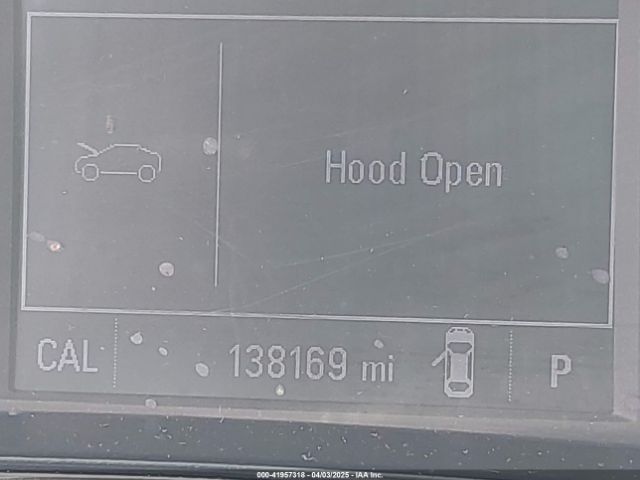 Hood Open
CAL 138169 mi P
000-41957318 - 04/03/2025 - IAA Inc.